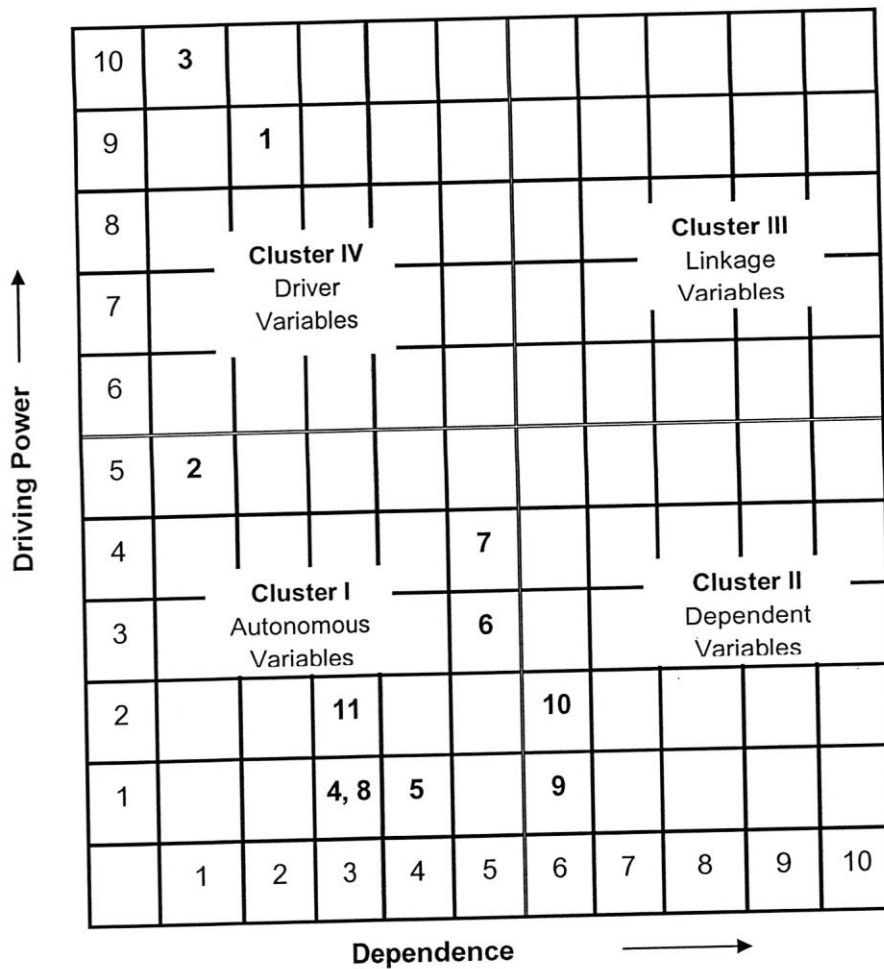 10 3
9 1
8
Cluster IV
Driver
Variables
Cluster III
Linkage
Variables
7
6
5 2
4 7
Cluster I
Autonomous
Variables
Cluster II
Dependent
Variables
3 6
2 11 10
1 4, 8 5 9
1 2 3 4 5 6 7 8 9 10
Driving Power
Dependence